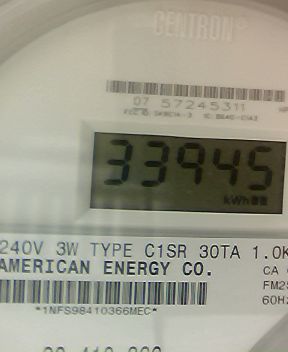 CENTRON®
07 57245311
33945
kWh
240V 3W TYPE C1SR 30TA 1.0K
AMERICAN ENERGY CO.
CA
FM2S
60Hz
*1NFS98410366MEC*